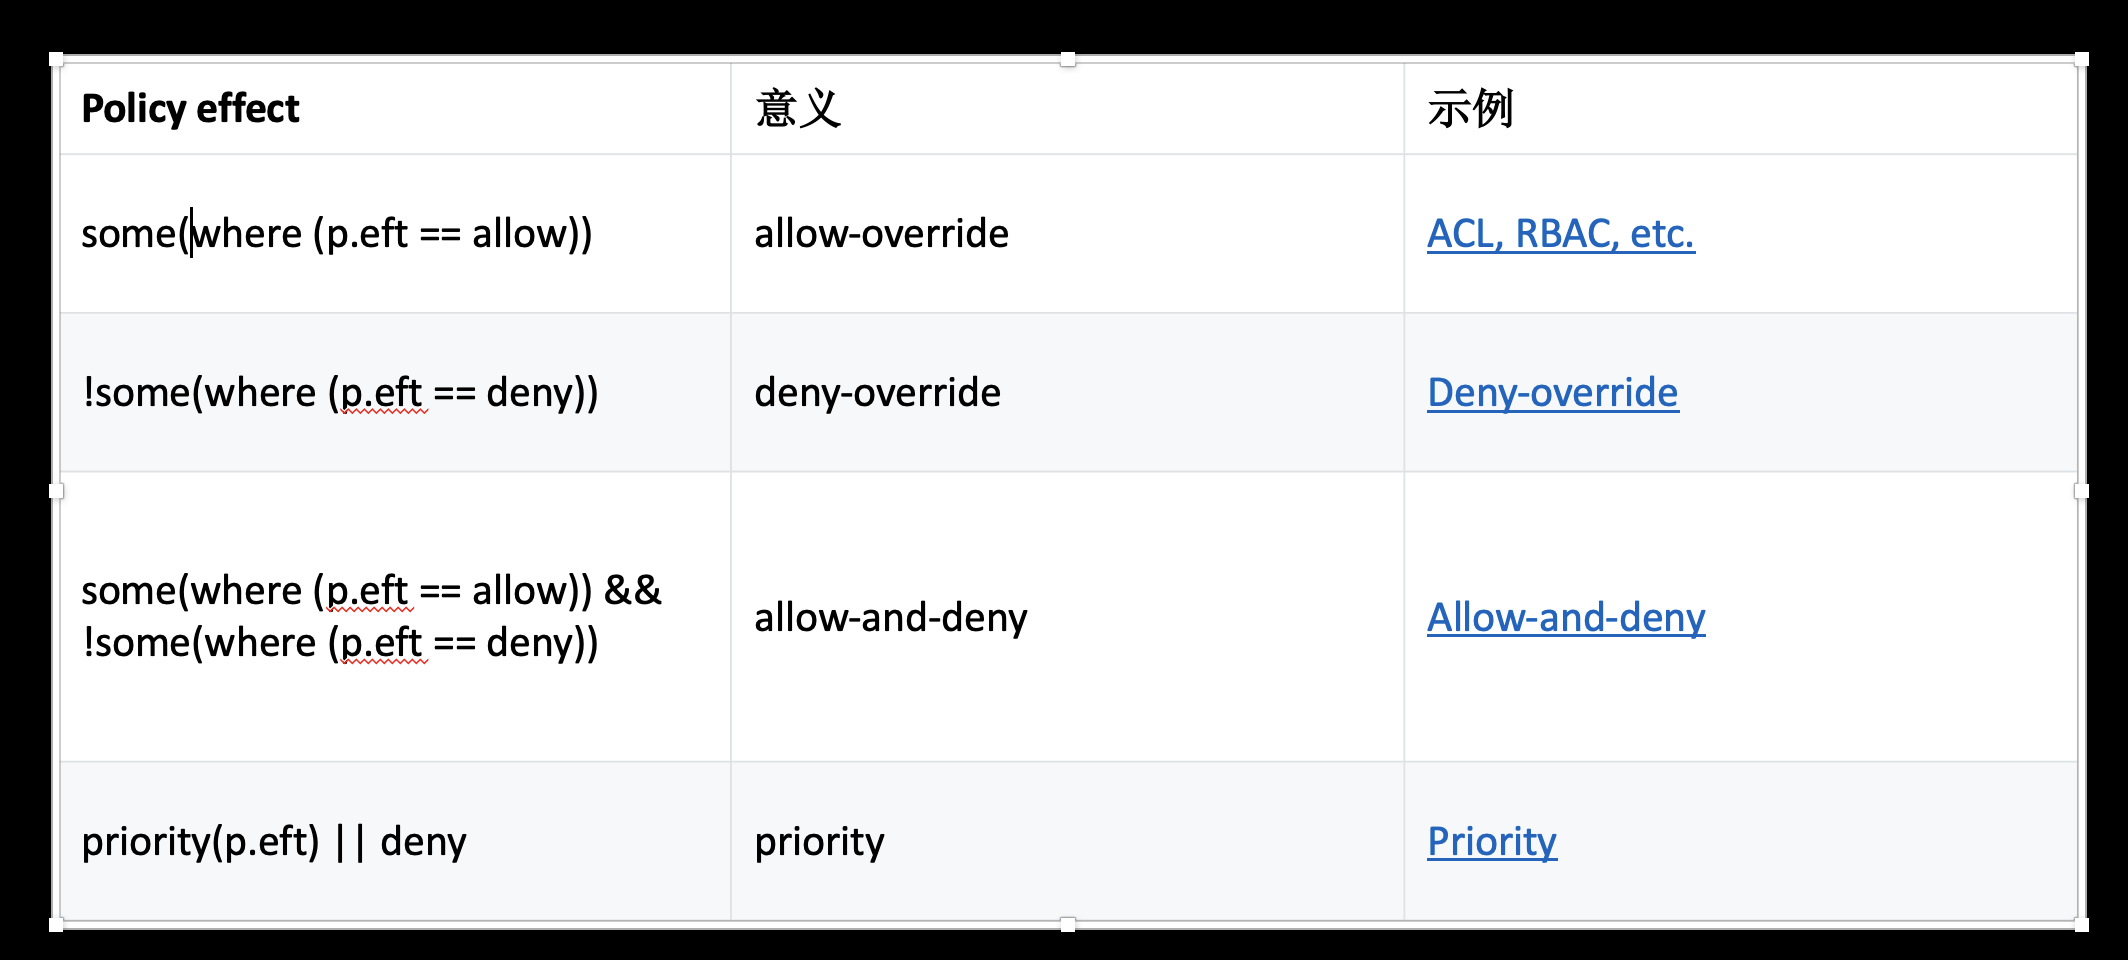 Policy effect
意义
示例
some(where (p.eft == allow))
allow-override
ACL, RBAC, etc.
!some(where (p.eft == deny))
deny-override
Deny-override
some(where (p.eft == allow)) &&
!some(where (p.eft == deny))
allow-and-deny
Allow-and-deny
priority(p.eft) || deny
priority
Priority